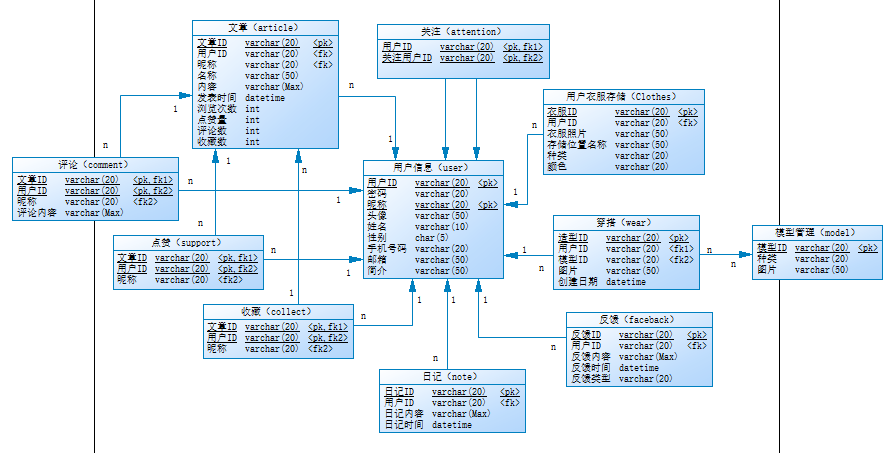 文章（article）
文章ID varchar(20) <pk>
用户ID varchar(20) <fk>
昵称 varchar(20) <fk>
名称 varchar(50)
内容 varchar(Max)
发表时间 datetime
浏览次数 int
点赞量 int
评论数 int
收藏数 int
关注（attention）
用户ID varchar(20) <pk,fk1>
关注用户ID varchar(20) <pk,fk2>
用户衣服存储（Clothes）
衣服ID varchar(20) <pk>
用户ID varchar(20) <fk>
衣服照片 varchar(50)
存储位置名称 varchar(50)
种类 varchar(20)
颜色 varchar(20)
评论（comment）
文章ID varchar(20) <pk,fk1>
用户ID varchar(20) <pk,fk2>
昵称 varchar(20) <fk2>
评论内容 varchar(Max)
用户信息（user）
用户ID varchar(20) <pk>
密码 varchar(20)
昵称 varchar(20) <pk>
头像 varchar(50)
姓名 varchar(10)
性别 char(5)
手机号码 varchar(20)
邮箱 varchar(50)
简介 varchar(50)
穿搭（wear）
造型ID varchar(20) <pk>
用户ID varchar(20) <fk1>
模型ID varchar(20) <fk2>
图片 varchar(50)
创建日期 datetime
模型管理（model）
模型ID varchar(20) <pk>
种类 varchar(20)
图片 varchar(50)
点赞（support）
文章ID varchar(20) <pk,fk1>
用户ID varchar(20) <pk,fk2>
昵称 varchar(20) <fk2>
收藏（collect）
文章ID varchar(20) <pk,fk1>
用户ID varchar(20) <pk,fk2>
昵称 varchar(20) <fk2>
反馈（faceback）
反馈ID varchar(20) <pk>
用户ID varchar(20) <fk>
反馈内容 varchar(Max)
反馈时间 datetime
反馈类型 varchar(20)
日记（note）
日记ID varchar(20) <pk>
用户ID varchar(20) <fk>
日记内容 varchar(Max)
日记时间 datetime
n
1
n
1
n
1
n
1
1
n
n
1
n
1
n
1
n
1
n
1
n
1
n
1
n